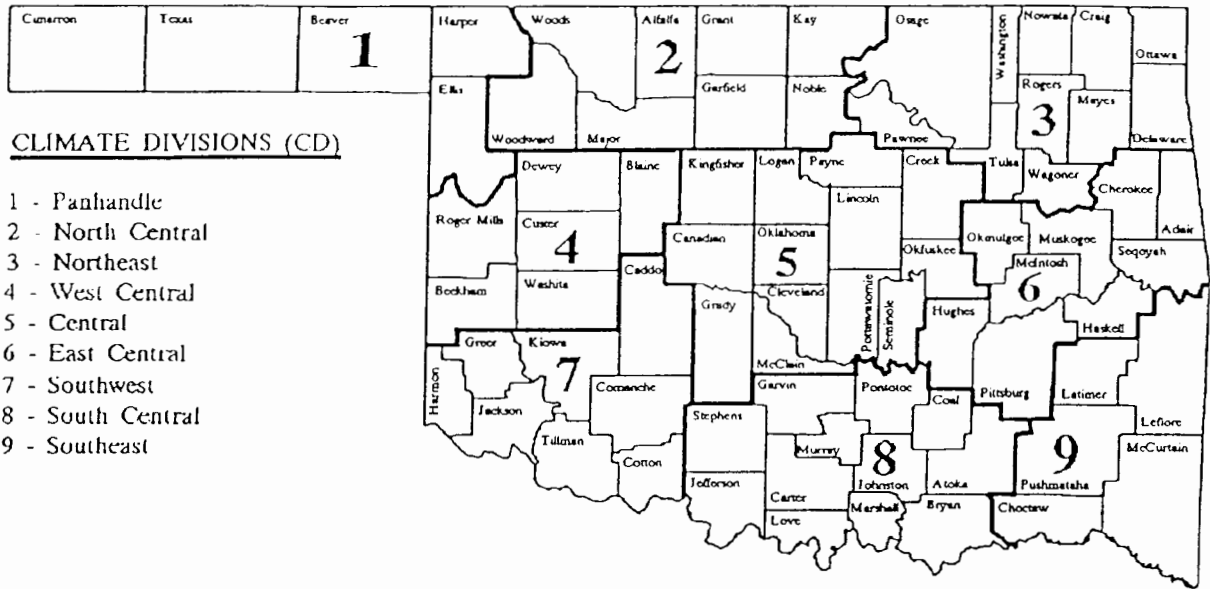 Cimarron
Texas
Beaver
1
Harper
Woods
Alfalfa
2
Grant
Kay
Osage
Washington
Nowata
Craig
Ottawa
Ellis
Woodward
Major
Garfield
Noble
Pawnee
Rogers
3
Mayes
Delaware
CLIMATE DIVISIONS (CD)
1 - Panhandle
2 - North Central
3 - Northeast
4 - West Central
5 - Central
6 - East Central
7 - Southwest
8 - South Central
9 - Southeast
Dewey
Blaine
Kingfisher
Logan
Payne
Creek
Tulsa
Wagoner
Cherokee
Adair
Roger Mills
Custer
4
Canadian
Oklahoma
5
Lincoln
Okfuskee
Okmulgee
Muskogee
McIntosh
6
Sequoyah
Beckham
Washita
Caddo
Grady
Cleveland
McClain
Pottawatomie
Seminole
Hughes
Haskell
Harmon
Greer
Kiowa
7
Jackson
Tillman
Comanche
Cotton
Stephens
Garvin
Pontotoc
Coal
Pittsburg
Latimer
Leflore
Murray
8
Johnston
Atoka
9
Pushmataha
McCurtain
Jefferson
Carter
Love
Marshall
Bryan
Choctaw